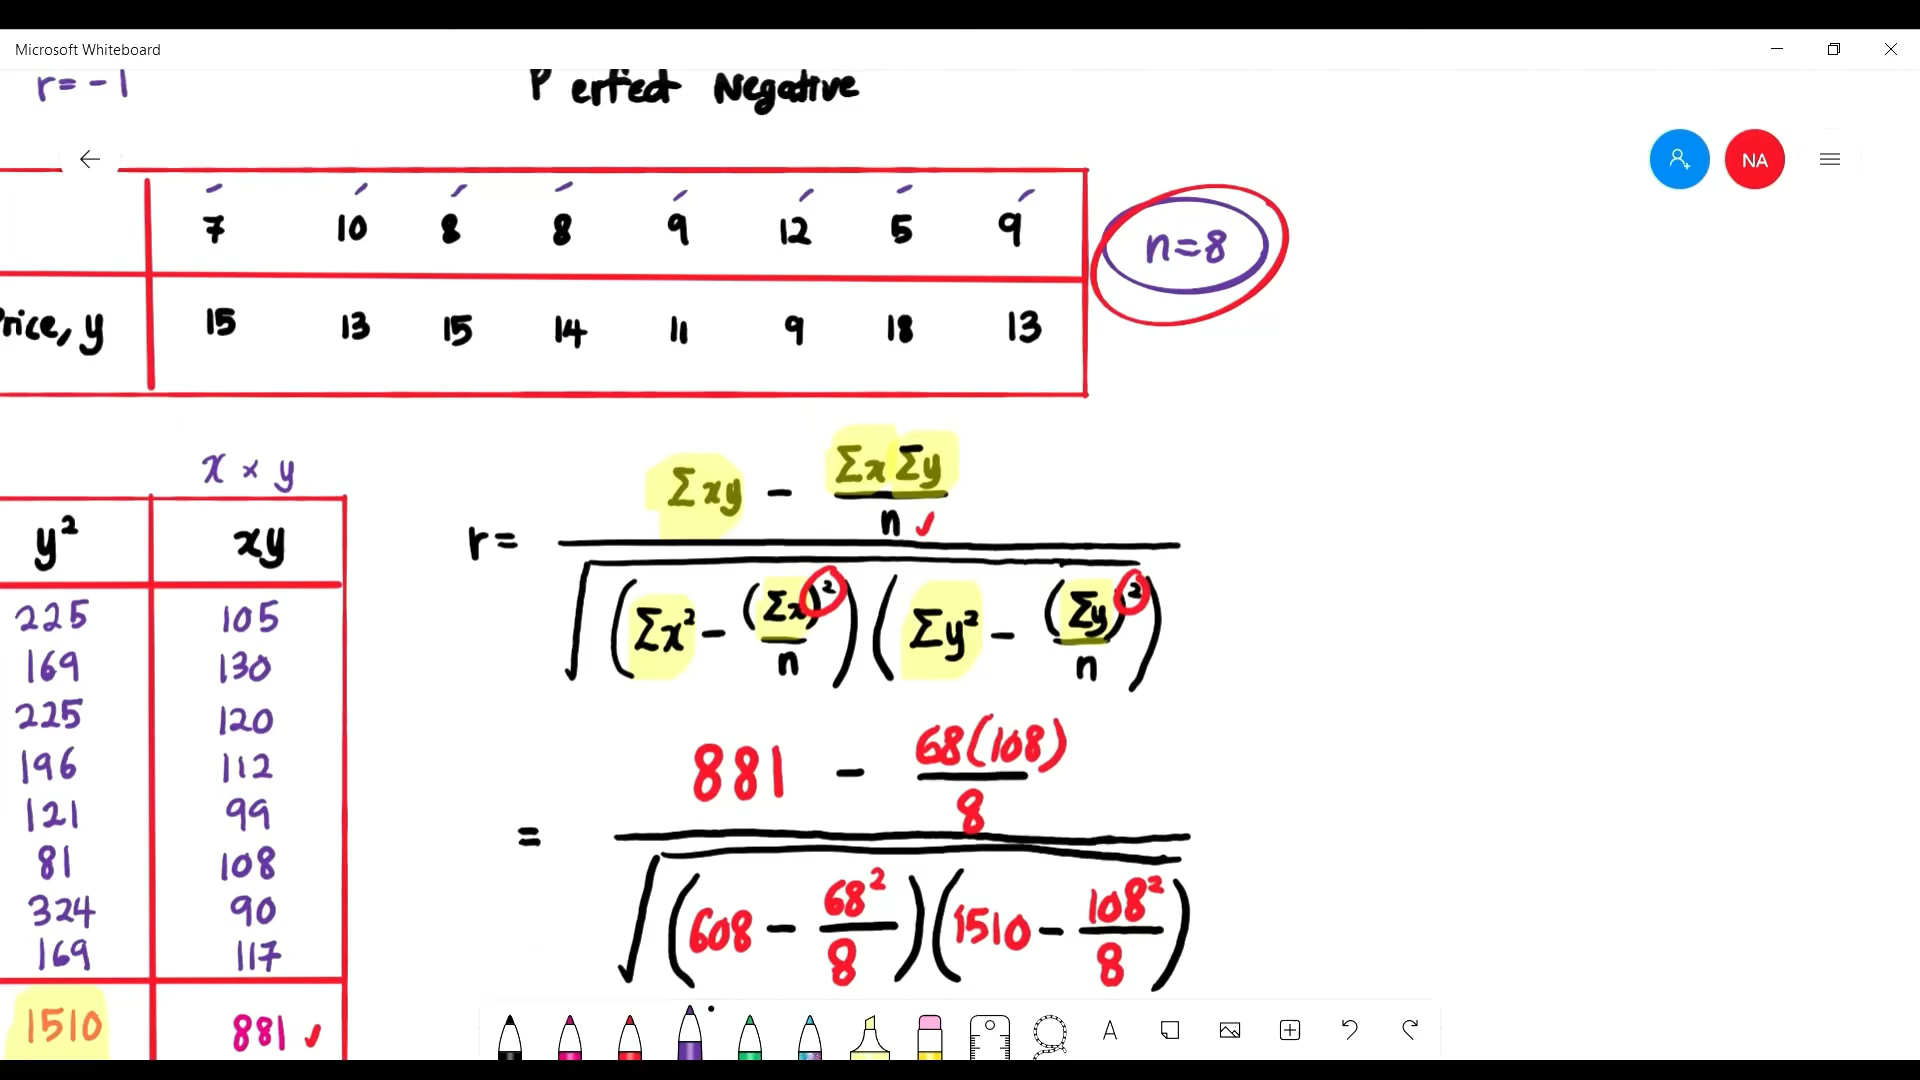 Microsoft Whiteboard
r = -1
Perfect Negative
7 10 8 8 9 12 5 9
n=8
NA
Price, y 15 13 15 14 11 9 18 13
x × y
y² xy
225 105
169 130
225 120
196 112
121 99
81 108
324 90
169 117
1510 881 ✓
r = Σxy - ΣxΣy
n ✓
√(Σx² - (Σx)²/n)(Σy² - (Σy)²/n)
881 - 68(108)
8
=
√(608 - 68²/8)(1510 - 108²/8)
A